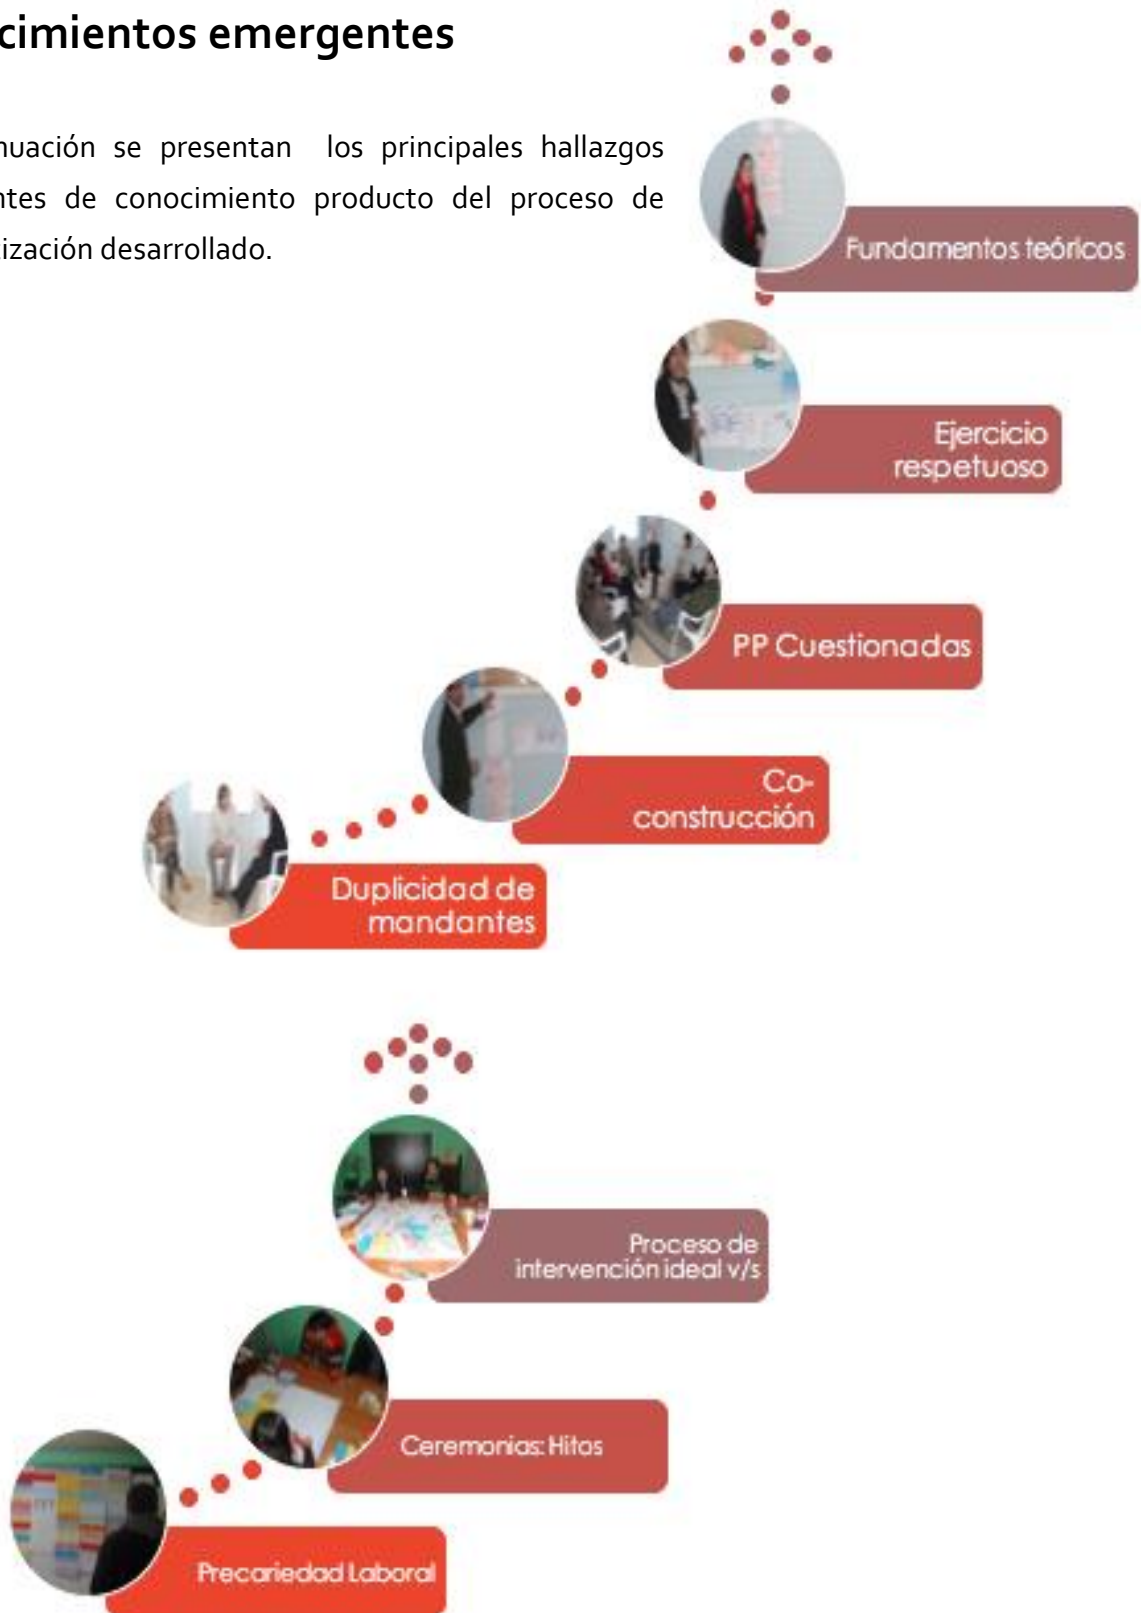 cimientos emergentes
nuación se presentan los principales hallazgos
ntes de conocimiento producto del proceso de
ización desarrollado.
Fundamentos teóricos
Ejercicio
respetuoso
PP Cuestionadas
Co-
construcción
Duplicidad de
mandantes
Proceso de
intervención ideal v/s
Ceremonias: Hitos
Precariedad Laboral